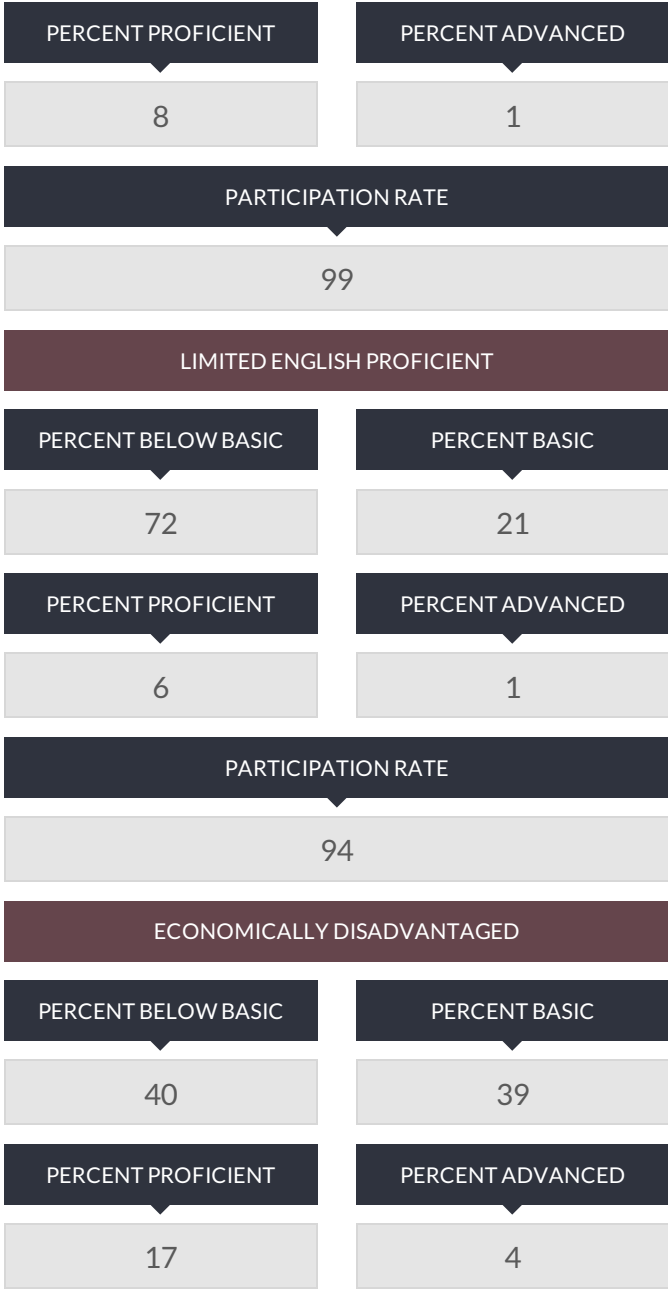 PERCENT PROFICIENT PERCENT ADVANCED
8 1
PARTICIPATION RATE
99
LIMITED ENGLISH PROFICIENT
PERCENT BELOW BASIC PERCENT BASIC
72 21
PERCENT PROFICIENT PERCENT ADVANCED
6 1
PARTICIPATION RATE
94
ECONOMICALLY DISADVANTAGED
PERCENT BELOW BASIC PERCENT BASIC
40 39
PERCENT PROFICIENT PERCENT ADVANCED
17 4